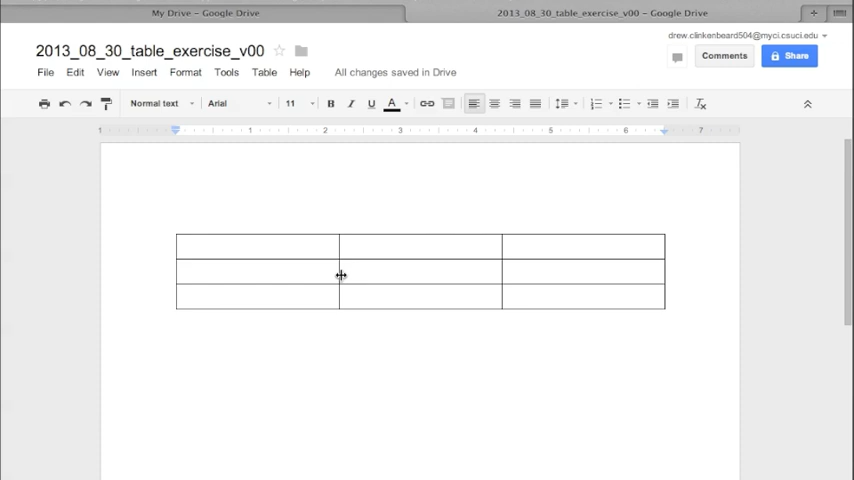 My Drive – Google Drive
2013_08_30_table_exercise_v00 – Google Drive
drew.clinkenbeard504@myci.csuci.edu
2013_08_30_table_exercise_v00
Comments
Share
File Edit View Insert Format Tools Table Help All changes saved in Drive
Normal text Arial 11 B I U A
1 1 2 3 4 5 6 7